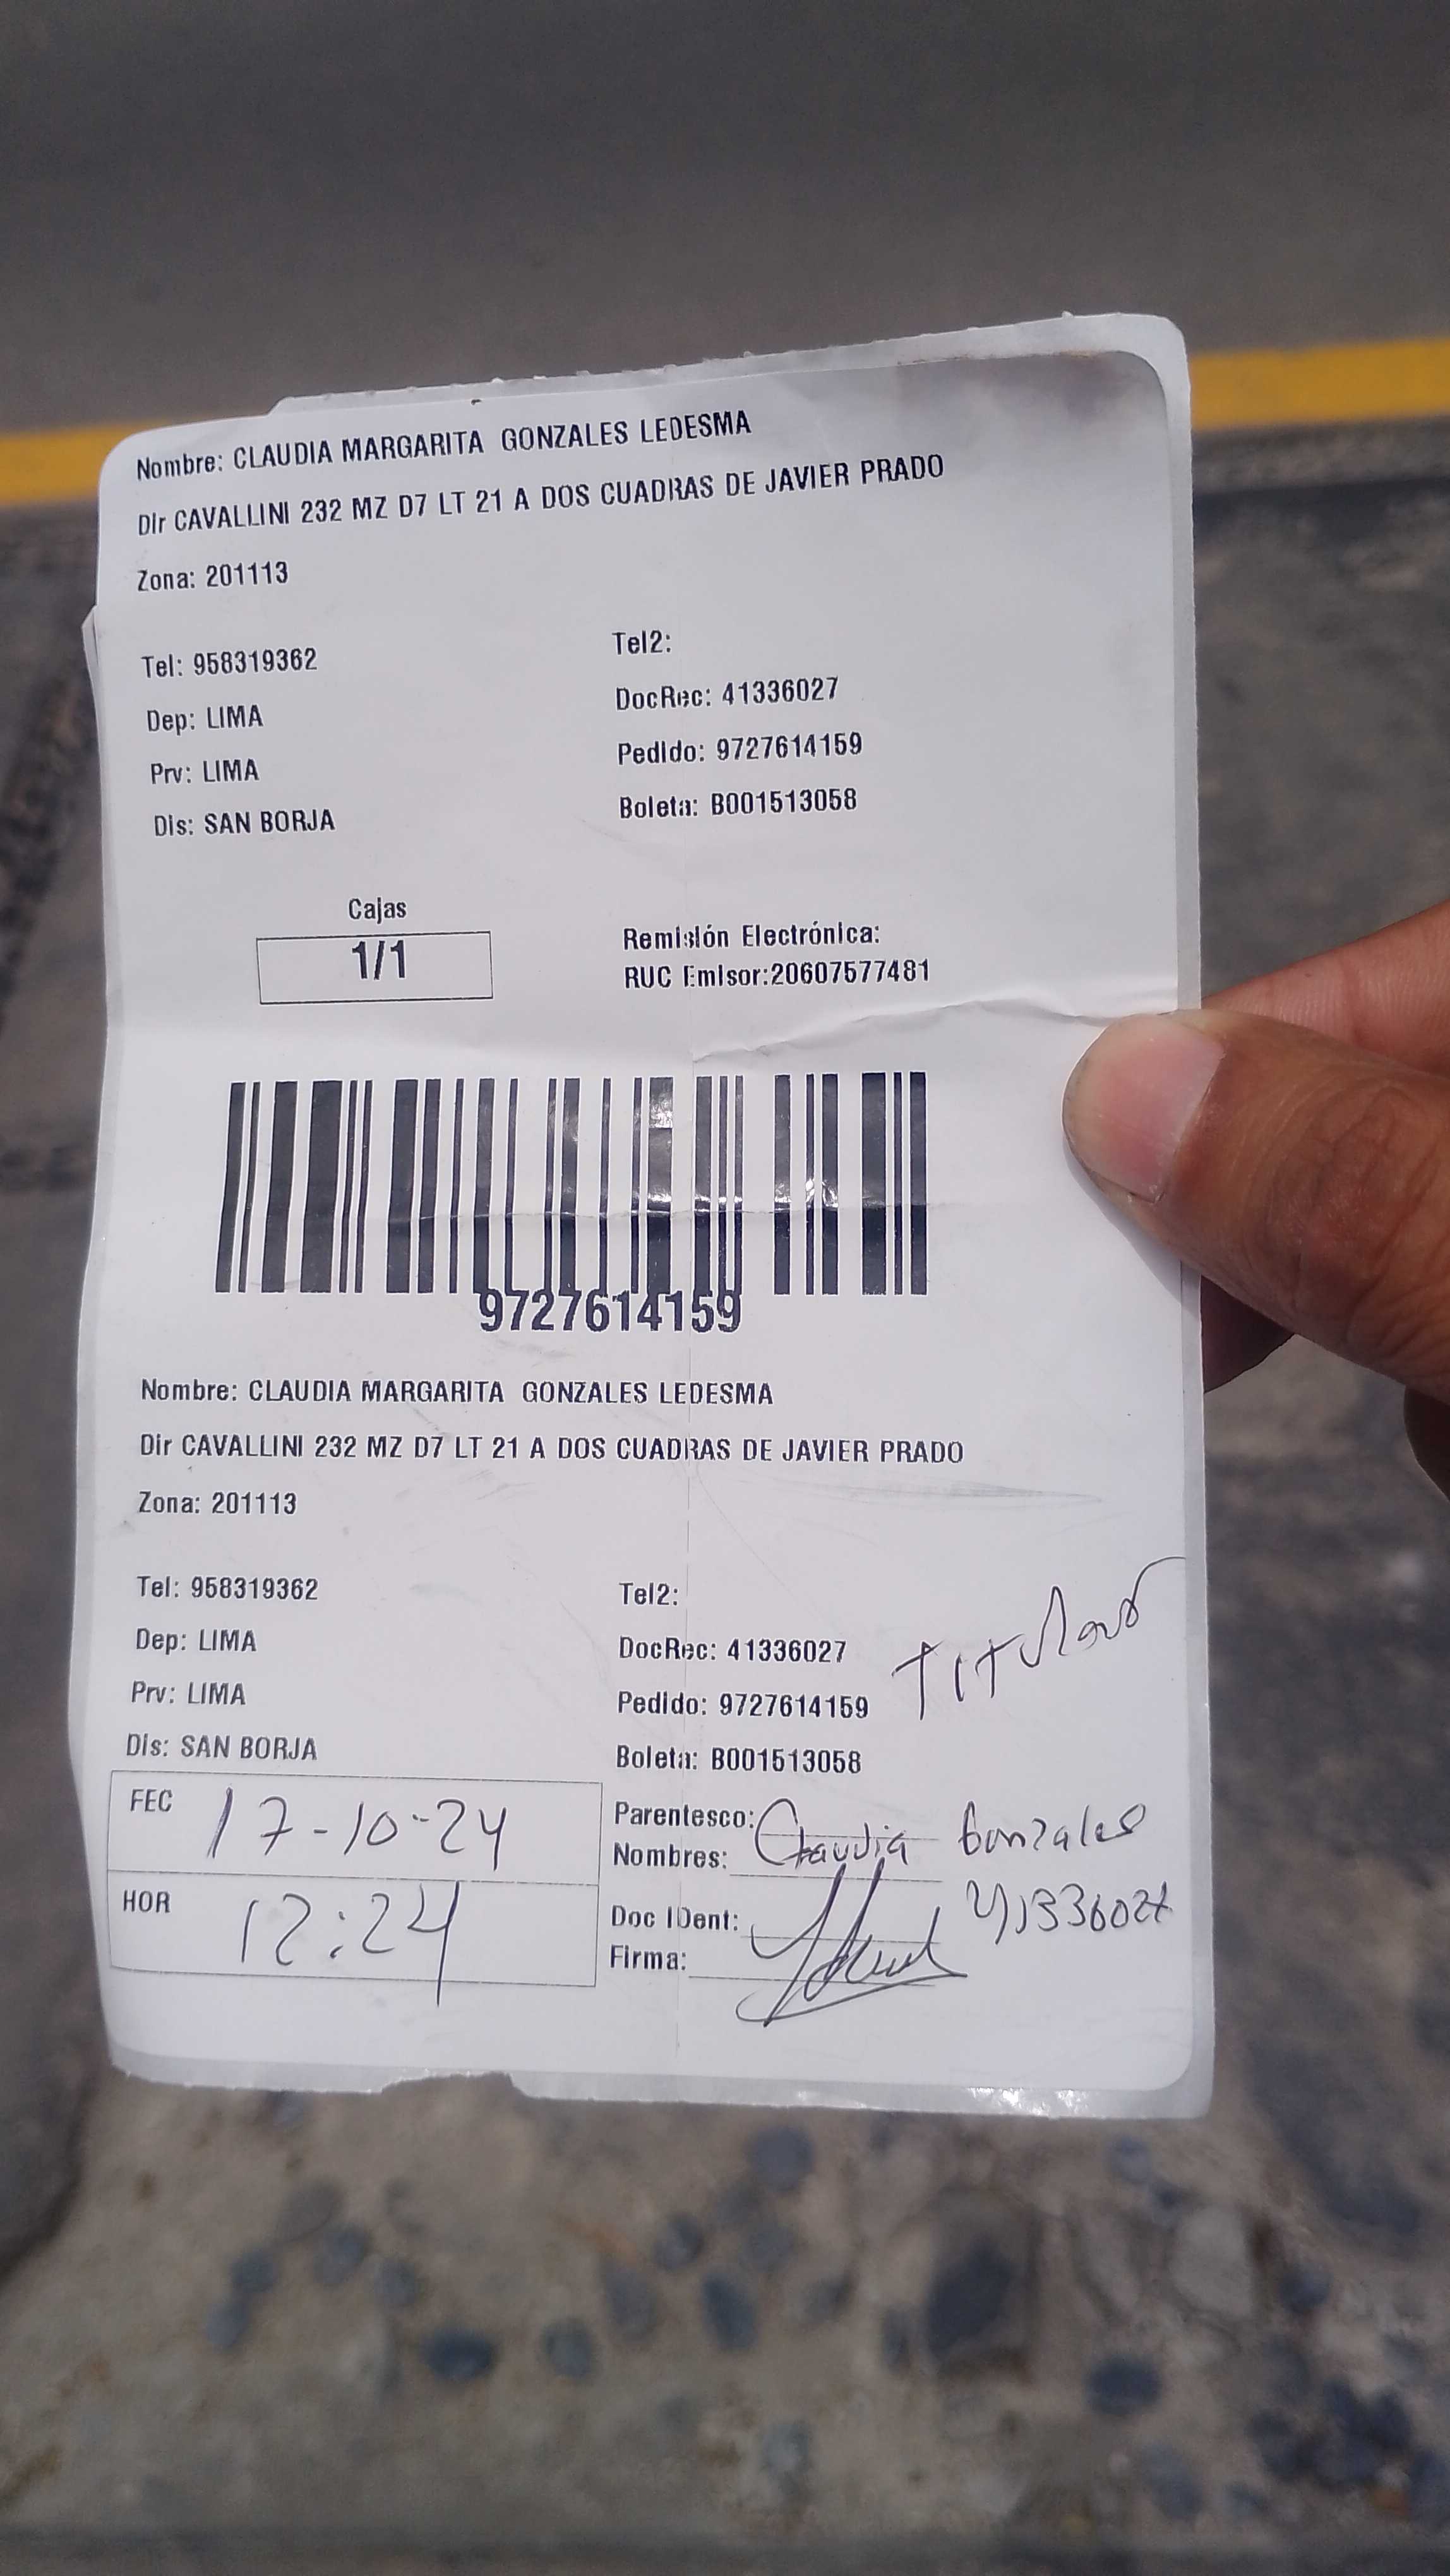 Nombre: CLAUDIA MARGARITA GONZALES LEDESMA
Dir CAVALLINI 232 MZ D7 LT 21 A DOS CUADRAS DE JAVIER PRADO
Zona: 201113
Tel: 958319362
Tel2:
Dep: LIMA
DocRec: 41336027
Prv: LIMA
Pedido: 9727614159
Dis: SAN BORJA
Boleta: B001513058
Cajas
1/1
Remisión Electrónica:
RUC Emisor:20607577481
9727614159
Nombre: CLAUDIA MARGARITA GONZALES LEDESMA
Dir CAVALLINI 232 MZ D7 LT 21 A DOS CUADRAS DE JAVIER PRADO
Zona: 201113
Tel: 958319362
Tel2:
Dep: LIMA
DocRec: 41336027
Prv: LIMA
Pedido: 9727614159
Dis: SAN BORJA
Boleta: B001513058
FEC 17-10-24
HOR 12:24
Parentesco:
Nombres: Claudia Gonzales
Doc IDent: 41336027
Firma: